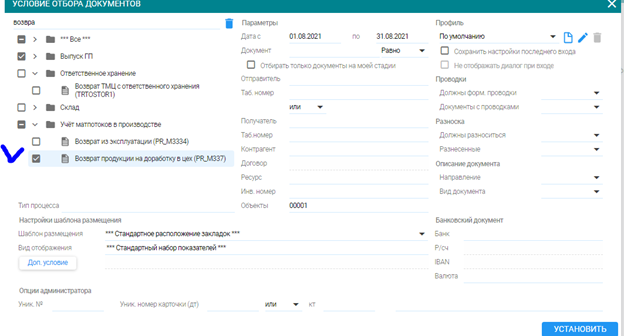 УСЛОВИЕ ОТБОРА ДОКУМЕНТОВ
возвра
*** Все ***
Выпуск ГП
Ответственное хранение
Возврат ТМЦ с ответственного хранения
(TRTOSTOR1)
Склад
Учёт матпотоков в производстве
Возврат из эксплуатации (PR_M3334)
Возврат продукции на доработку в цех (PR_M337)
Тип процесса
Параметры
Дата с 01.08.2021 по 31.08.2021
Документ Равно
Отбирать только документы на моей стадии
Отправитель
Таб. номер
или
Получатель
Таб.номер
Контрагент
Договор
Ресурс
Инв. номер
Объекты 00001
Профиль
По умолчанию
Сохранить настройки последнего входа
Не отображать диалог при входе
Проводки
Должны форм. проводки
Документы с проводками
Разноска
Должны разноситься
Разнесенные
Описание документа
Направление
Вид документа
Настройки шаблона размещения
Шаблон размещения *** Стандартное расположение закладок ***
Вид отображения *** Стандартный набор показателей ***
Доп. условие
Банковский документ
Банк
Р/сч
IBAN
Валюта
Опции администратора
Уник. № Уник. номер карточки (дт) или кт
УСТАНОВИТЬ